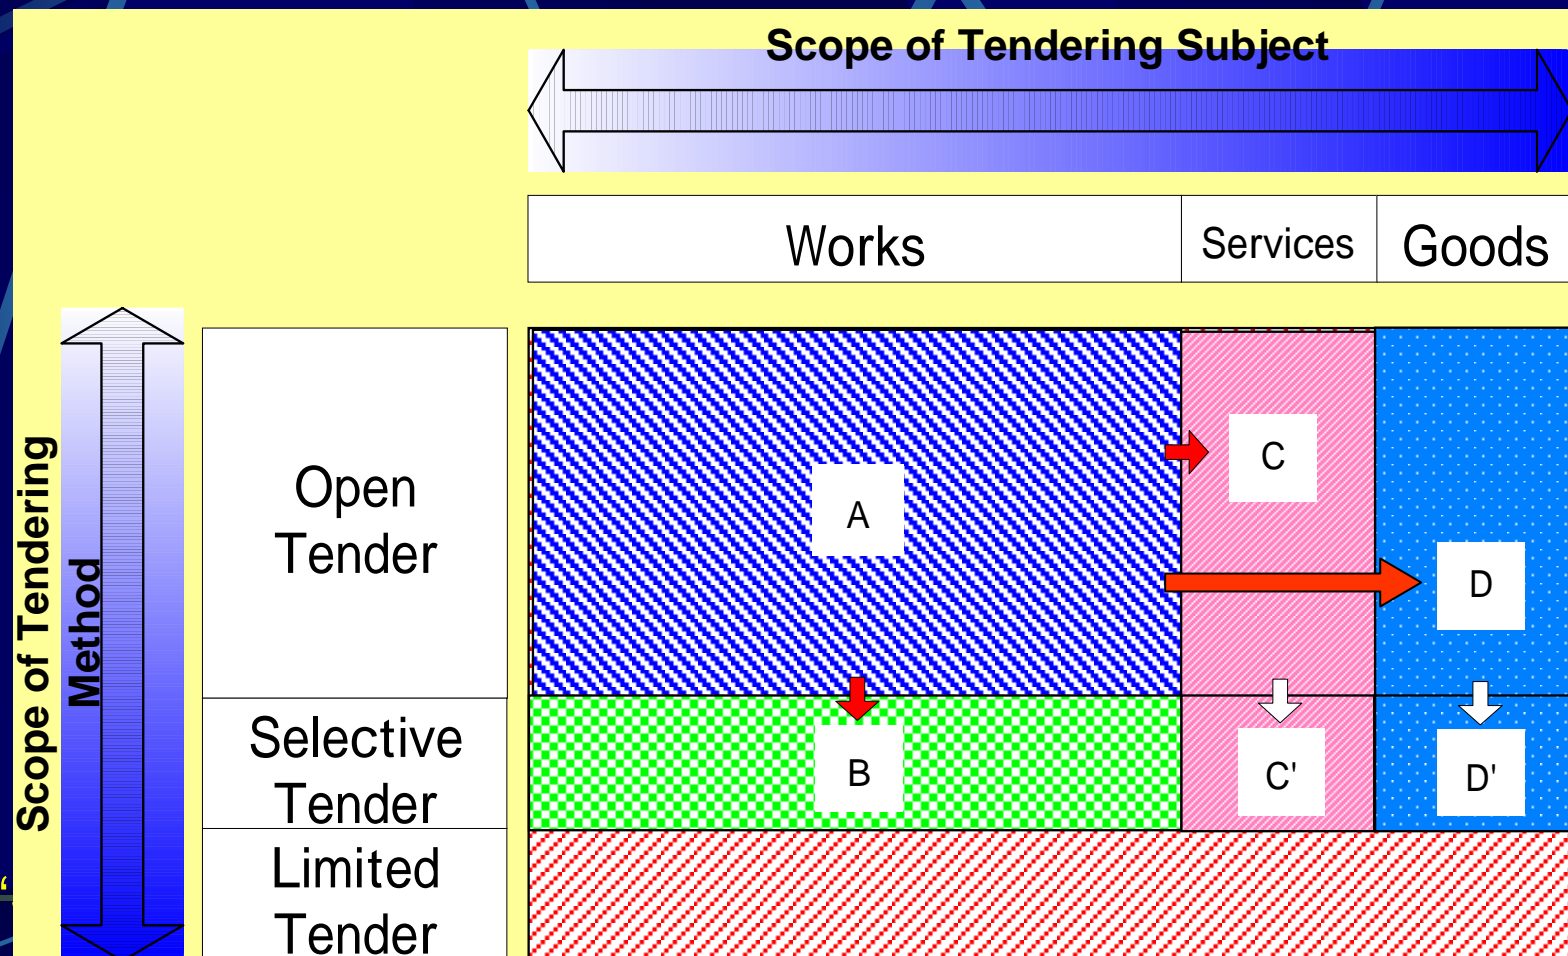 Scope of Tendering Subject
Works
Services
Goods
Scope of Tendering
Method
Open
Tender
A
C
D
Selective
Tender
B
C'
D'
Limited
Tender
“